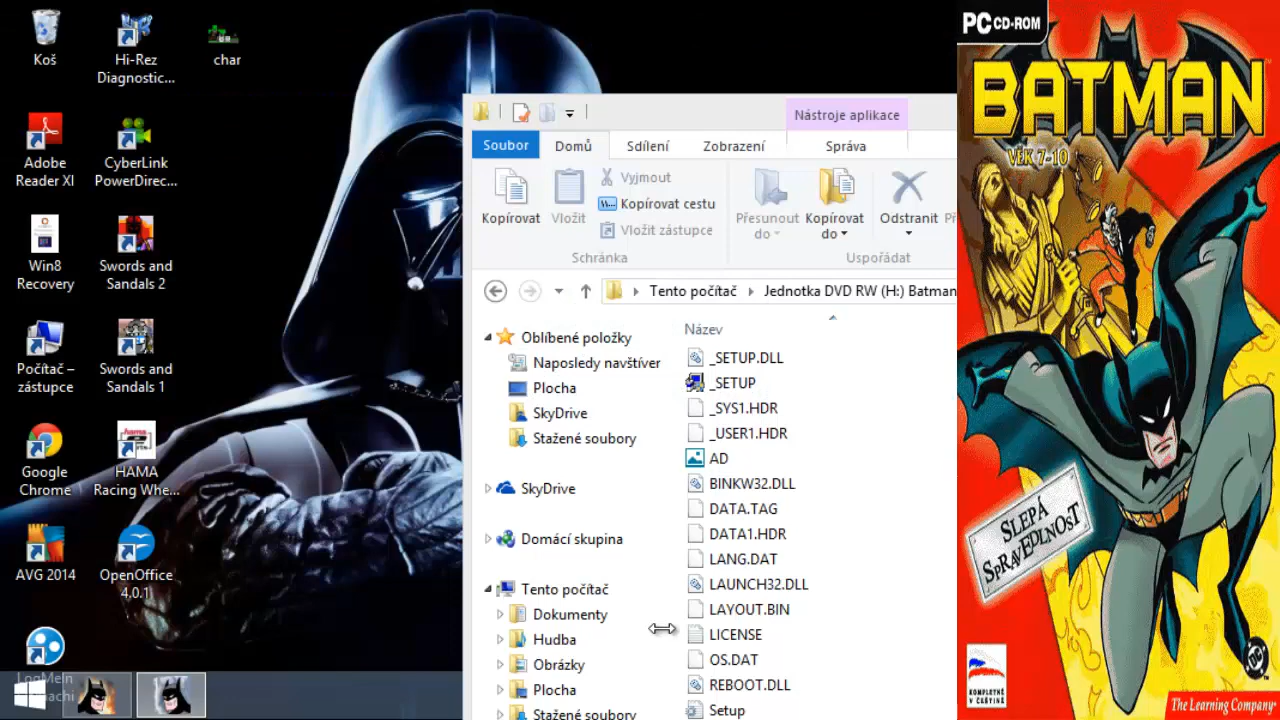 Koš
Hi-Rez
Diagnostic...
char
Adobe
Reader XI
CyberLink
PowerDirec...
Win8
Recovery
Swords and
Sandals 2
Počítač –
zástupce
Swords and
Sandals 1
Google
Chrome
HAMA
Racing Whe...
AVG 2014
OpenOffice
4.0.1
LogMeIn
Nástroje aplikace
Soubor
Domů
Sdílení
Zobrazení
Správa
Kopírovat
Vložit
Vyjmout
Kopírovat cestu
Vložit zástupce
Schránka
Přesunout
do
Kopírovat
do
Odstranit
Uspořádat
Tento počítač
Jednotka DVD RW (H:) Batman
Oblíbené položky
Naposledy navštíver
Plocha
SkyDrive
Stažené soubory
SkyDrive
Domácí skupina
Tento počítač
Dokumenty
Hudba
Obrázky
Plocha
Stažené soubory
Název
_SETUP.DLL
_SETUP
_SYS1.HDR
_USER1.HDR
AD
BINKW32.DLL
DATA.TAG
DATA1.HDR
LANG.DAT
LAUNCH32.DLL
LAYOUT.BIN
LICENSE
OS.DAT
REBOOT.DLL
Setup
PC CD-ROM
BATMAN
VĚK 7-10
SLEPÁ
SPRAVEDLNOST
KOMPLETNĚ
V ČEŠTINĚ
DC
The Learning Company